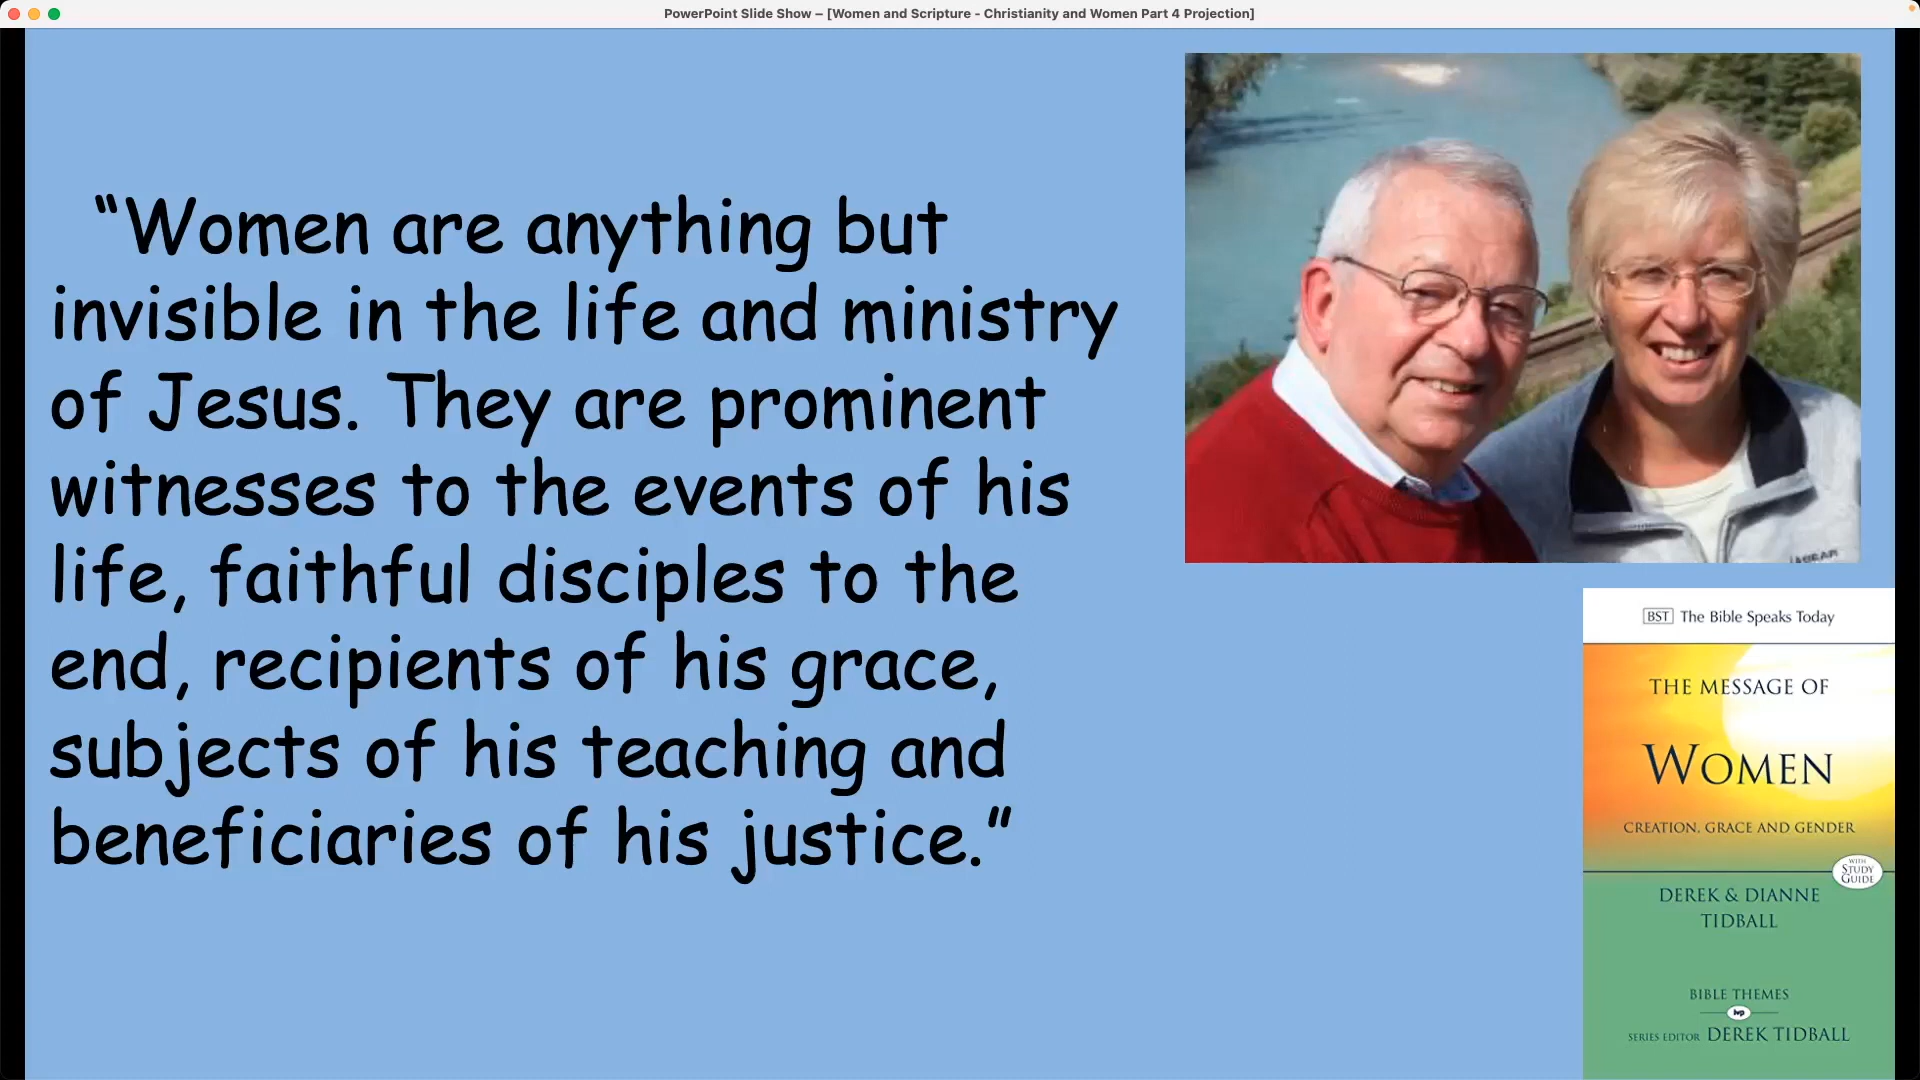 PowerPoint Slide Show – [Women and Scripture - Christianity and Women Part 4 Projection]
“Women are anything but
invisible in the life and ministry
of Jesus. They are prominent
witnesses to the events of his
life, faithful disciples to the
end, recipients of his grace,
subjects of his teaching and
beneficiaries of his justice.”
BST The Bible Speaks Today
THE MESSAGE OF
WOMEN
CREATION, GRACE AND GENDER
WITH
STUDY
GUIDE
DEREK & DIANNE
TIDBALL
BIBLE THEMES
ivp
SERIES EDITOR DEREK TIDBALL